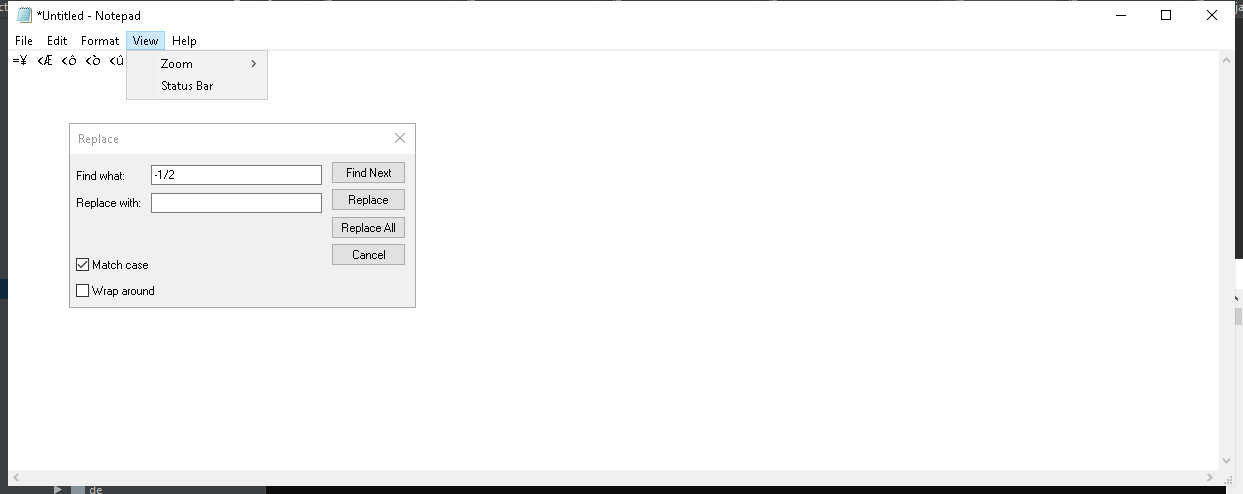 *Untitled - Notepad
File Edit Format View Help
=¥ <Æ <ô <ò <û
Zoom
Status Bar
Replace
Find what: -1/2 Find Next
Replace with: Replace
Replace All
Cancel
Match case
Wrap around
de